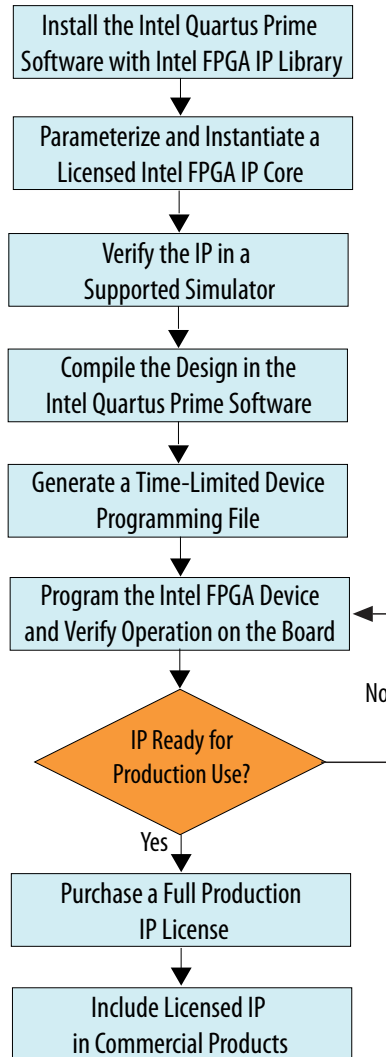 Install the Intel Quartus Prime
Software with Intel FPGA IP Library
Parameterize and Instantiate a
Licensed Intel FPGA IP Core
Verify the IP in a
Supported Simulator
Compile the Design in the
Intel Quartus Prime Software
Generate a Time-Limited Device
Programming File
Program the Intel FPGA Device
and Verify Operation on the Board
No
IP Ready for
Production Use?
Yes
Purchase a Full Production
IP License
Include Licensed IP
in Commercial Products